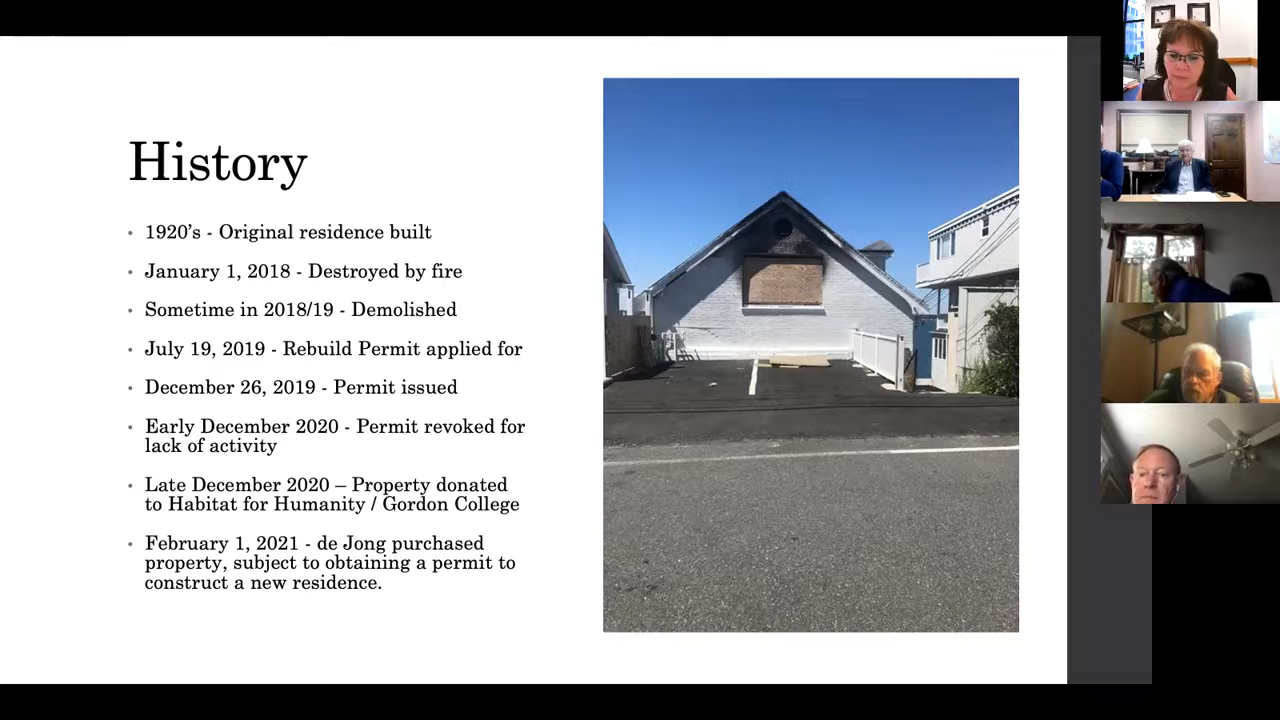 History
1920’s - Original residence built
January 1, 2018 - Destroyed by fire
Sometime in 2018/19 - Demolished
July 19, 2019 - Rebuild Permit applied for
December 26, 2019 - Permit issued
Early December 2020 - Permit revoked for
lack of activity
Late December 2020 – Property donated
to Habitat for Humanity / Gordon College
February 1, 2021 - de Jong purchased
property, subject to obtaining a permit to
construct a new residence.